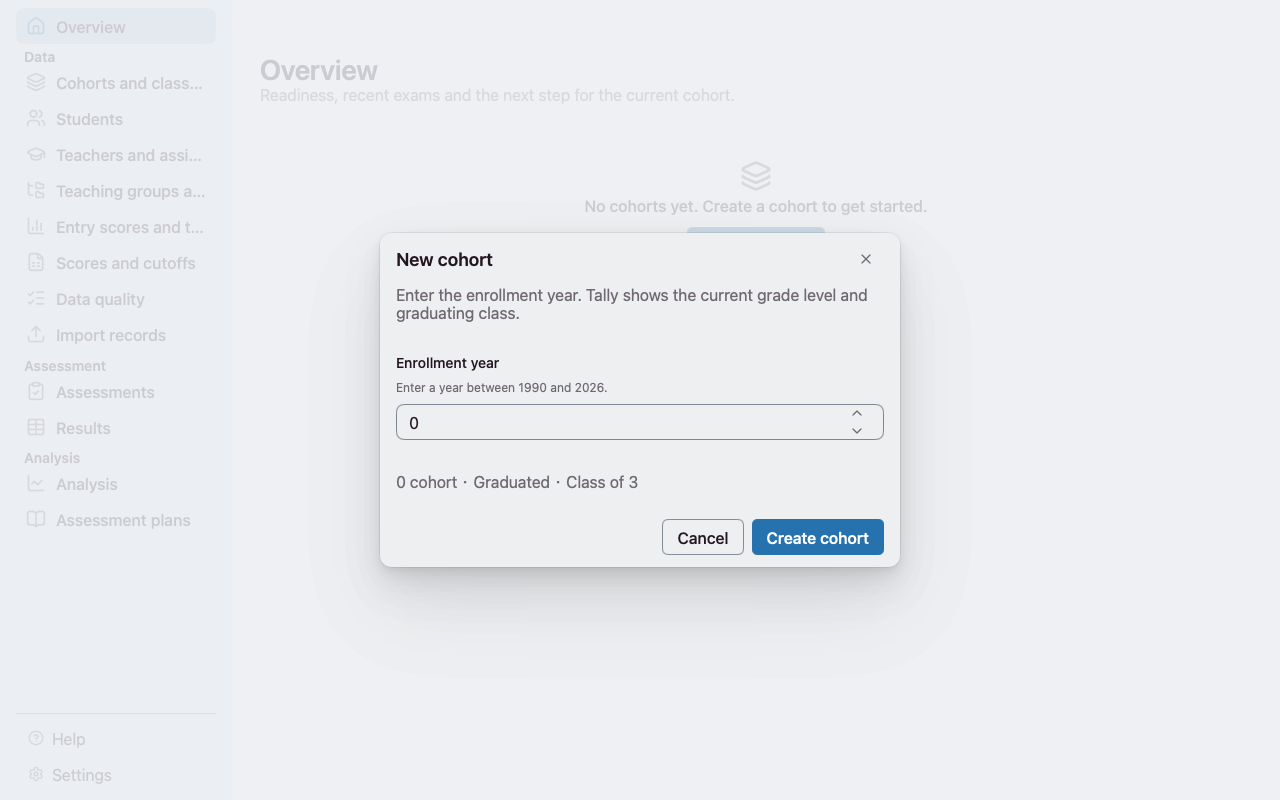 Overview
Data
Cohorts and class...
Students
Teachers and assi...
Teaching groups a...
Entry scores and t...
Scores and cutoffs
Data quality
Import records
Assessment
Assessments
Results
Analysis
Analysis
Assessment plans
Help
Settings
Overview
Readiness, recent exams and the next step for the current cohort.
No cohorts yet. Create a cohort to get started.
New cohort
Enter the enrollment year. Tally shows the current grade level and
graduating class.
Enrollment year
Enter a year between 1990 and 2026.
0
0 cohort · Graduated · Class of 3
Cancel
Create cohort